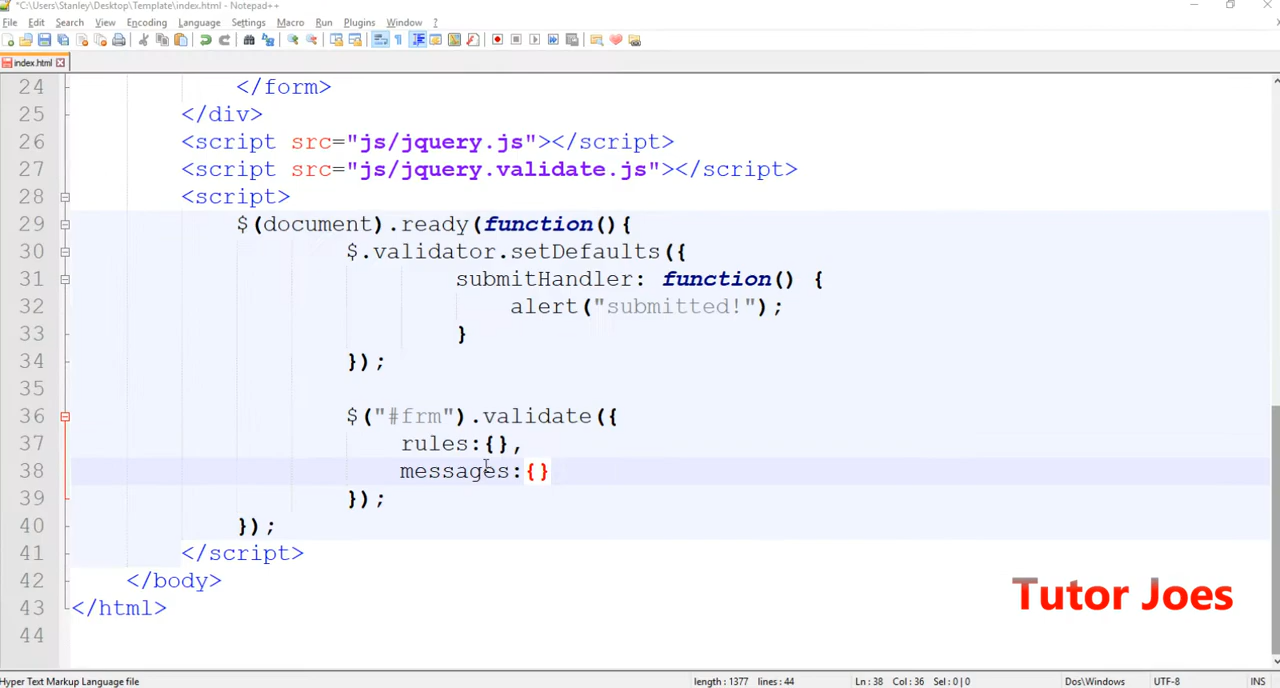 *C:\Users\Stanley\Desktop\Template\index.html - Notepad++
File Edit Search View Encoding Language Settings Macro Run Plugins Window ?
index.html
24 </form>
25 </div>
26 <script src="js/jquery.js"></script>
27 <script src="js/jquery.validate.js"></script>
28 <script>
29 $(document).ready(function(){
30 $.validator.setDefaults({
31 submitHandler: function() {
32 alert("submitted!");
33 }
34 });
35
36 $("#frm").validate({
37 rules:{},
38 messages:{}
39 });
40 });
41 </script>
42 </body>
43 </html>
44
Tutor Joes
Hyper Text Markup Language file length : 1377 lines : 44 Ln : 38 Col : 36 Sel : 0 | 0 Dos\Windows UTF-8 INS